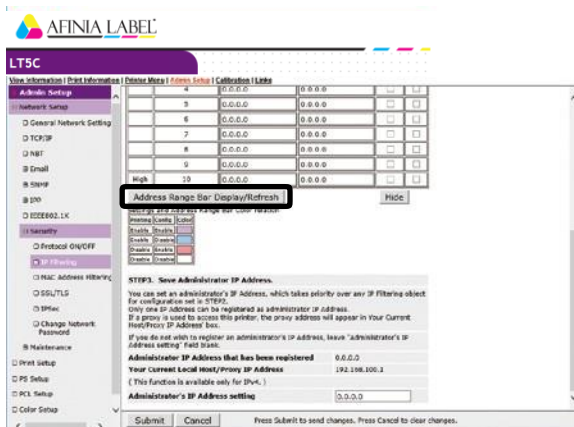 AFINIA LABEL
LT5C
View Information | Print Information | Printer Menu | Admin Setup | Calibration | Links
Admin Setup
Network Setup
General Network Setting
TCP/IP
NBT
Email
SNMP
IPP
IEEE802.1X
Security
Protocol ON/OFF
IP Filtering
MAC Address Filtering
SSL/TLS
IPSec
Change Network
Password
Maintenance
Print Setup
PS Setup
PCL Setup
Color Setup
4 0.0.0.0 0.0.0.0
5 0.0.0.0 0.0.0.0
6 0.0.0.0 0.0.0.0
7 0.0.0.0 0.0.0.0
8 0.0.0.0 0.0.0.0
9 0.0.0.0 0.0.0.0
High 10 0.0.0.0 0.0.0.0
Address Range Bar Display/Refresh Hide
Settings and Address Range Bar Color Relation
Printing Config Color
Enable Enable
Enable Disable
Disable Enable
Disable Disable
STEP3. Save Administrator IP Address.
You can set an administrator's IP Address, which takes priority over any IP Filtering object
for configuration set in STEP2.
Only one IP Address can be registered as administrator IP Address.
If a proxy is used to access this printer, the proxy address will appear in Your Current
Host/Proxy IP Address' box.
If you do not wish to register an administrator's IP Address, leave "Administrator's IP
Address setting" field blank.
Administrator IP Address that has been registered 0.0.0.0
Your Current Local Host/Proxy IP Address 192.168.100.1
( This function is available only for IPv4. )
Administrator's IP Address setting 0.0.0.0
Submit Cancel Press Submit to send changes. Press Cancel to clear changes.